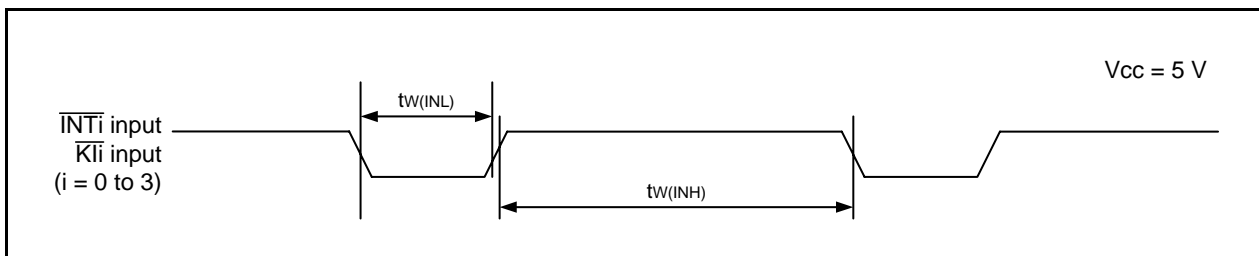 Vcc = 5 V
tW(INL)
INTi input
KIi input
(i = 0 to 3)
tW(INH)